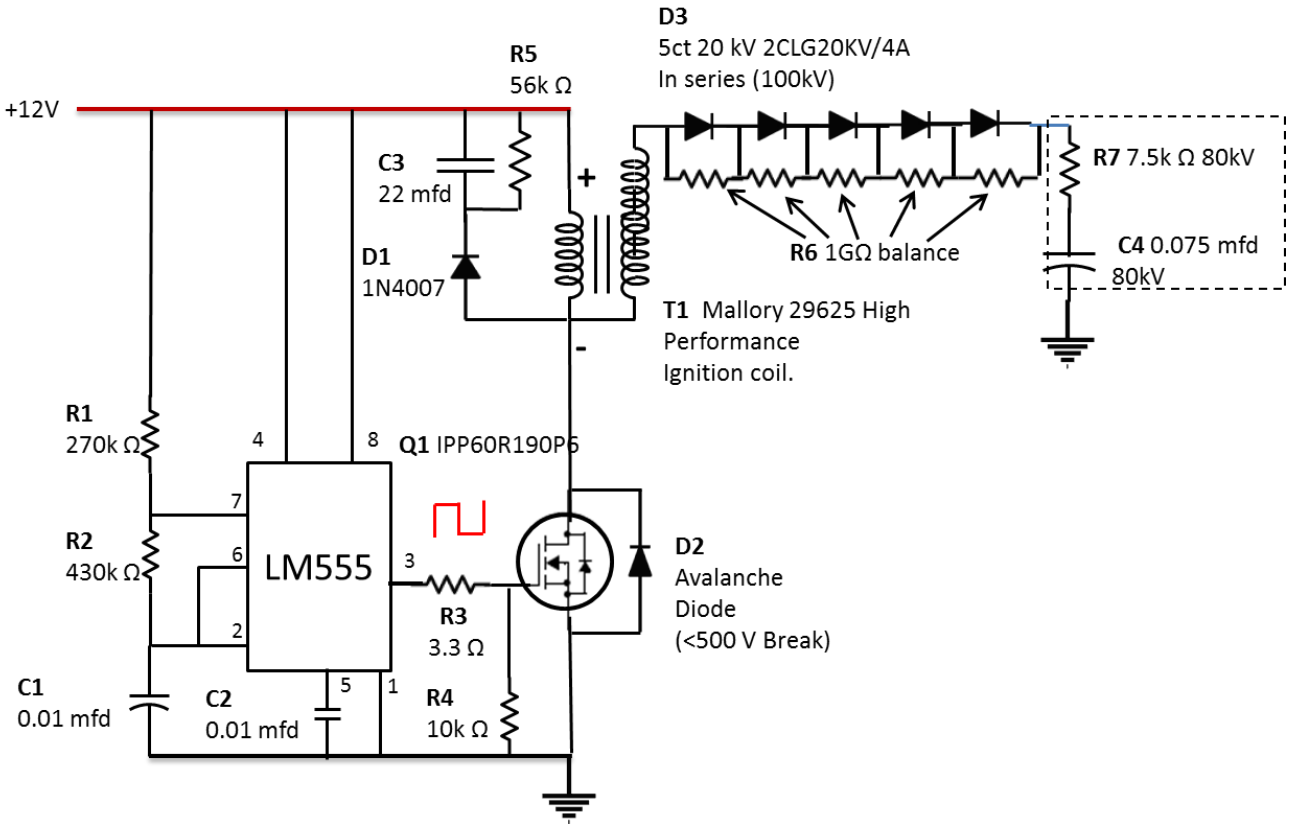 D3
5ct 20 kV 2CLG20KV/4A
In series (100kV)
R5
56k Ω
+12V
C3
22 mfd
+
R7 7.5k Ω 80kV
R6 1GΩ balance
C4 0.075 mfd
80kV
D1
1N4007
T1 Mallory 29625 High
Performance
Ignition coil.
-
R1
270k Ω
4
8
Q1 IPP60R190P6
7
R2
430k Ω
6
LM555
3
D2
Avalanche
Diode
(<500 V Break)
R3
3.3 Ω
2
C1
0.01 mfd
C2
0.01 mfd
5
1
R4
10k Ω